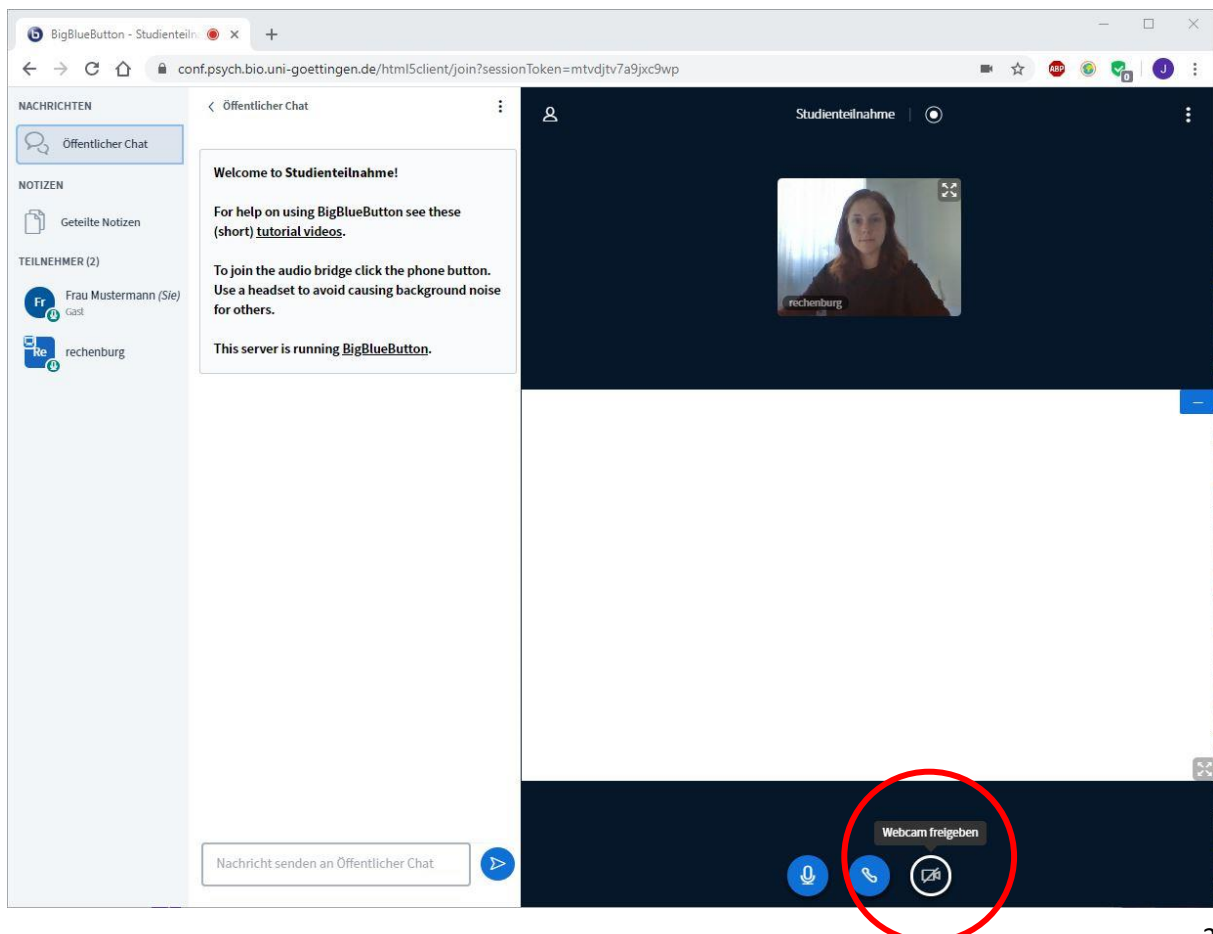 BigBlueButton - Studienteiln
conf.psych.bio.uni-goettingen.de/html5client/join?sessionToken=mtvdjtv7a9jxc9wp
ABP
0
J
NACHRICHTEN
Öffentlicher Chat
NOTIZEN
Geteilte Notizen
TEILNEHMER (2)
Fr
Frau Mustermann (Sie)
Gast
Re
rechenburg
Öffentlicher Chat
Welcome to Studienteilnahme!
For help on using BigBlueButton see these
(short) tutorial videos.
To join the audio bridge click the phone button.
Use a headset to avoid causing background noise
for others.
This server is running BigBlueButton.
Nachricht senden an Öffentlicher Chat
Studienteilnahme
rechenburg
Webcam freigeben